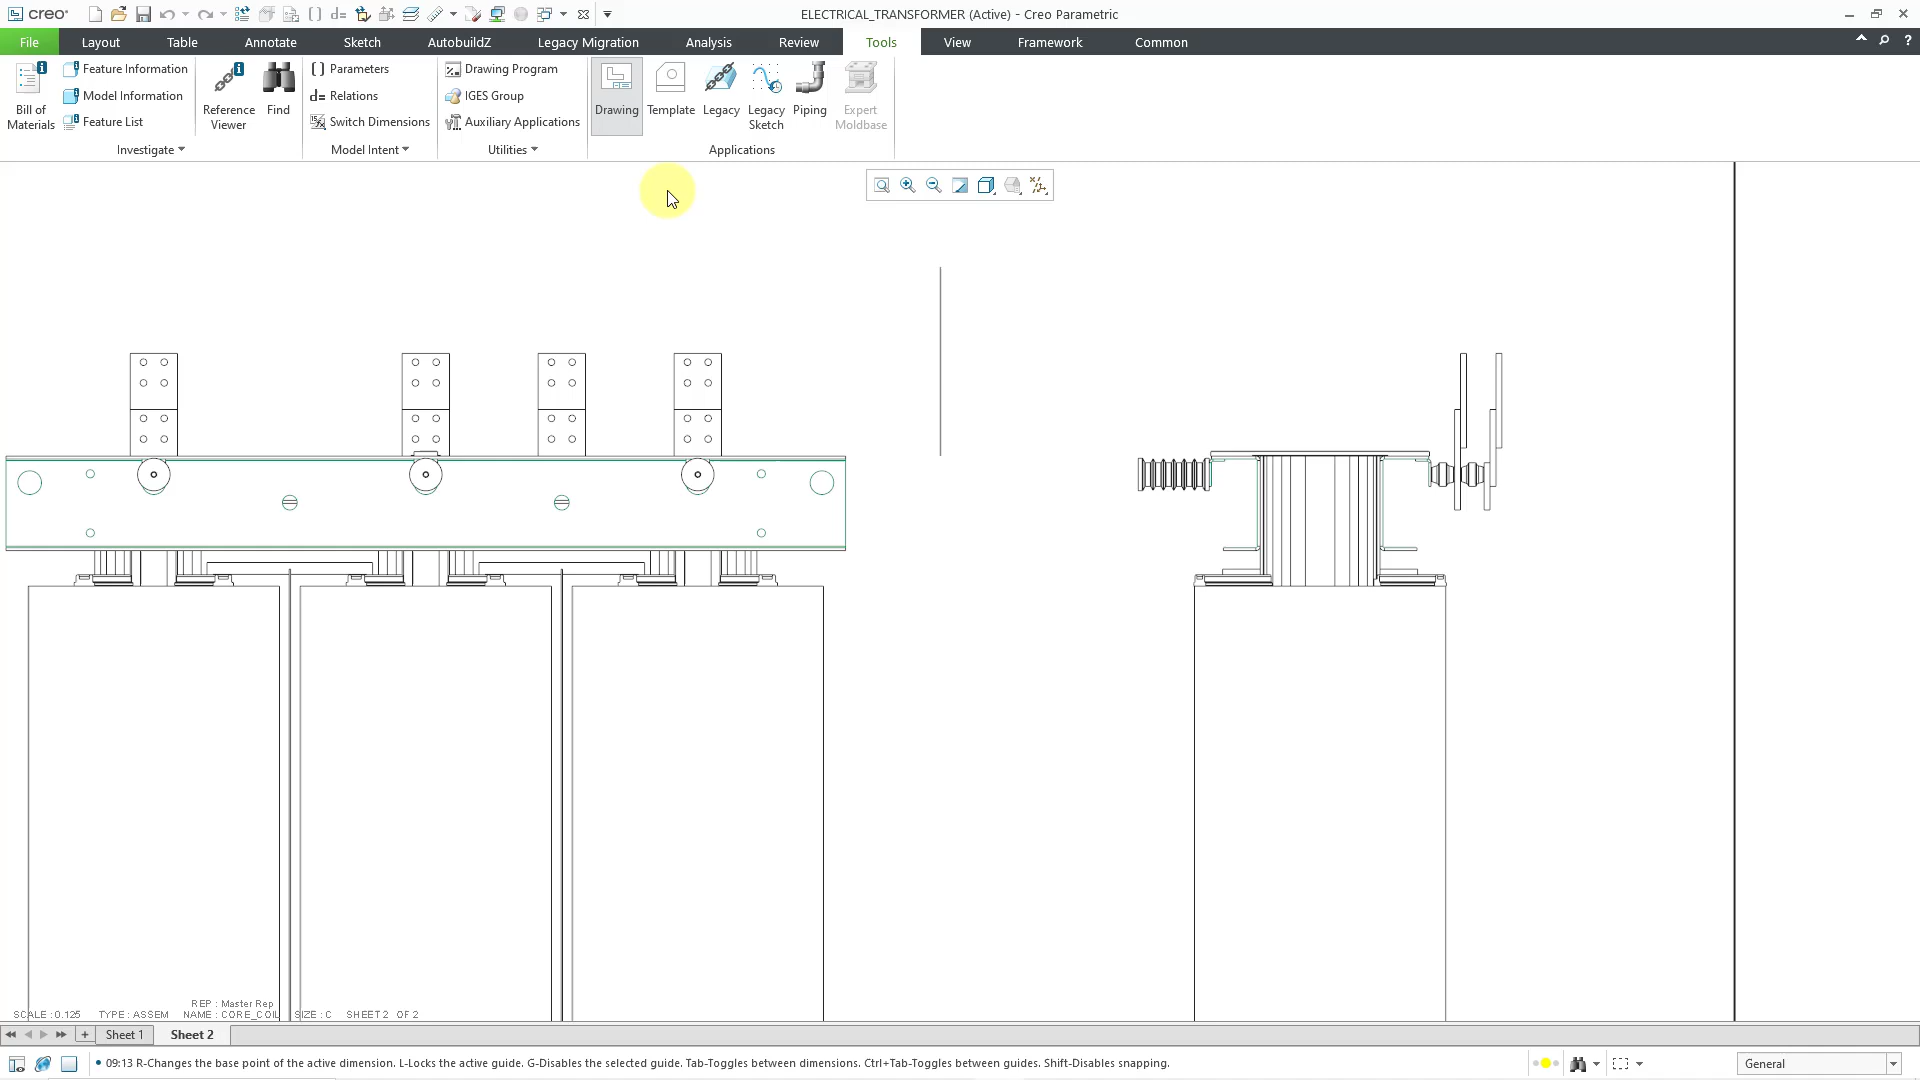 creo
ELECTRICAL_TRANSFORMER (Active) - Creo Parametric
File Layout Table Annotate Sketch AutobuildZ Legacy Migration Analysis Review Tools View Framework Common
Bill of Materials
Feature Information
Model Information
Feature List
Reference Viewer
Find
Investigate
Parameters
d= Relations
Switch Dimensions
Model Intent
Drawing Program
IGES Group
Auxiliary Applications
Utilities
Drawing
Template
Legacy
Legacy Sketch
Piping
Expert Moldbase
Applications
REP : Master Rep
SCALE : 0.125 TYPE : ASSEM NAME : CORE_COIL SIZE : C SHEET 2 OF 2
Sheet 1 Sheet 2
• 09:13 R-Changes the base point of the active dimension. L-Locks the active guide. G-Disables the selected guide. Tab-Toggles between dimensions. Ctrl+Tab-Toggles between guides. Shift-Disables snapping.
General